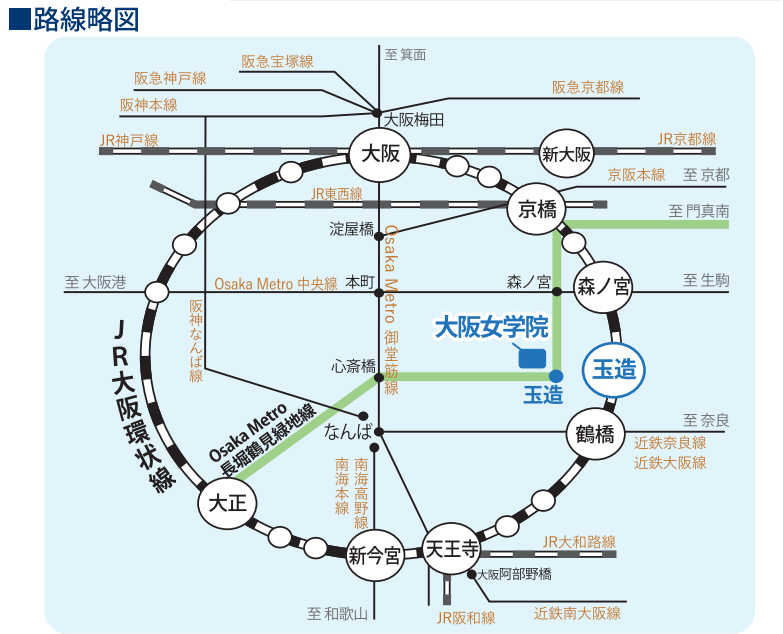 ■路線略図
至 箕面
阪急宝塚線
阪急神戸線
阪急京都線
阪神本線
大阪梅田
JR神戸線
JR京都線
大阪
新大阪
京阪本線
至 京都
JR東西線
京橋
至 門真南
淀屋橋
至 大阪港
Osaka Metro 中央線
本町
森ノ宮
森ノ宮
至 生駒
Osaka Metro 御堂筋線
阪神なんば線
大阪女学院
JR大阪環状線
心斎橋
玉造
玉造
Osaka Metro
長堀鶴見緑地線
なんば
至 奈良
鶴橋
近鉄奈良線
近鉄大阪線
南海本線
南海高野線
大正
新今宮
天王寺
JR大和路線
大阪阿部野橋
至 和歌山
JR阪和線
近鉄南大阪線